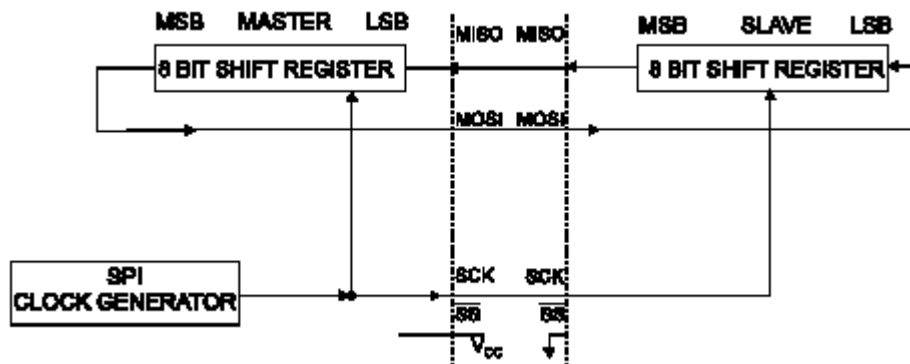 MSB MASTER LSB
MISO MISO
MSB SLAVE LSB
8 BIT SHIFT REGISTER
8 BIT SHIFT REGISTER
MOSI MOSI
SPI
CLOCK GENERATOR
SCK SCK
SS SS
VCC